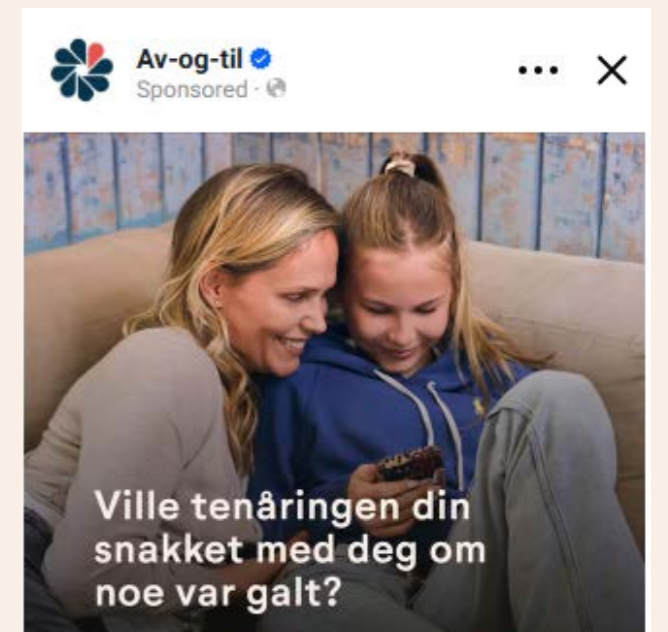 Av-og-til
Sponsored ·
Ville tenåringen din
snakket med deg om
noe var galt?